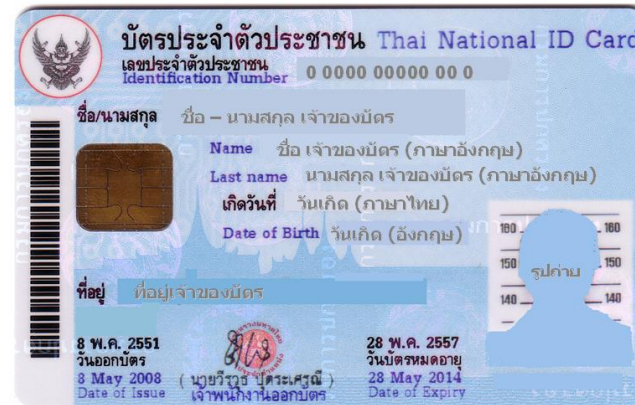 บัตรประจำตัวประชาชน Thai National ID Card
เลขประจำตัวประชาชน
Identification Number 0 0000 00000 00 0
ชื่อ/นามสกุล ชื่อ – นามสกุล เจ้าของบัตร
Name ชื่อ เจ้าของบัตร (ภาษาอังกฤษ)
Last name นามสกุล เจ้าของบัตร (ภาษาอังกฤษ)
เกิดวันที่ วันเกิด (ภาษาไทย)
Date of Birth วันเกิด (อังกฤษ)
180 180
150 รูปถ่าย 150
140 140
ที่อยู่ ที่อยู่เจ้าของบัตร
8 พ.ค. 2551
วันออกบัตร
8 May 2008
Date of Issue
เจ้าพนักงานออกบัตร
28 พ.ค. 2557
วันบัตรหมดอายุ
28 May 2014
Date of Expiry